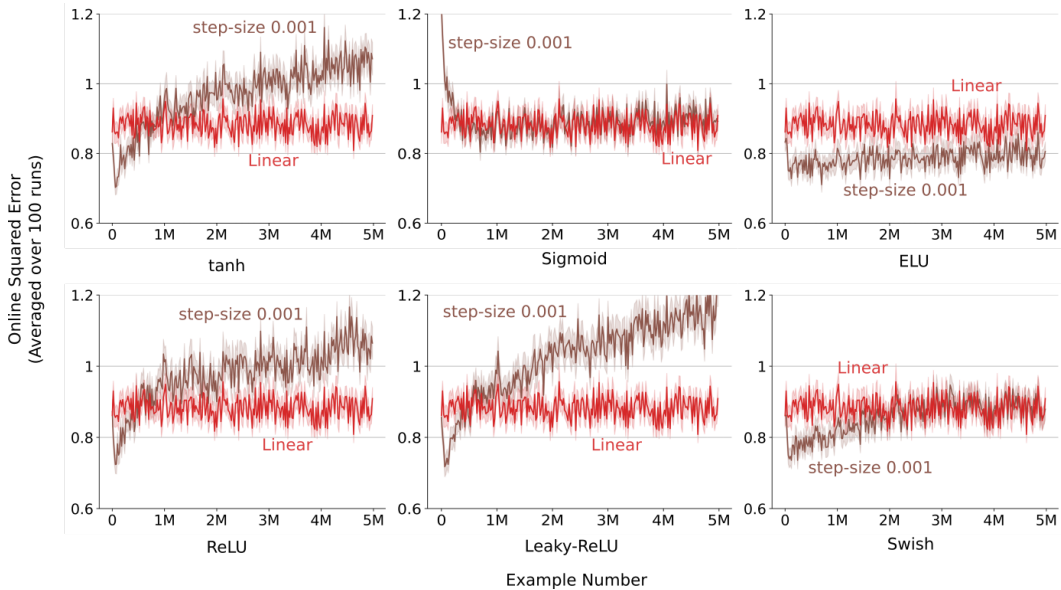 Online Squared Error
(Averaged over 100 runs)
1.2
1
0.8
0.6
step-size 0.001
Linear
0 1M 2M 3M 4M 5M
tanh
1.2
1
0.8
0.6
step-size 0.001
Linear
0 1M 2M 3M 4M 5M
Sigmoid
1.2
1
0.8
0.6
Linear
step-size 0.001
0 1M 2M 3M 4M 5M
ELU
1.2
1
0.8
0.6
step-size 0.001
Linear
0 1M 2M 3M 4M 5M
ReLU
1.2
1
0.8
0.6
step-size 0.001
Linear
0 1M 2M 3M 4M 5M
Leaky-ReLU
1.2
1
0.8
0.6
Linear
step-size 0.001
0 1M 2M 3M 4M 5M
Swish
Example Number